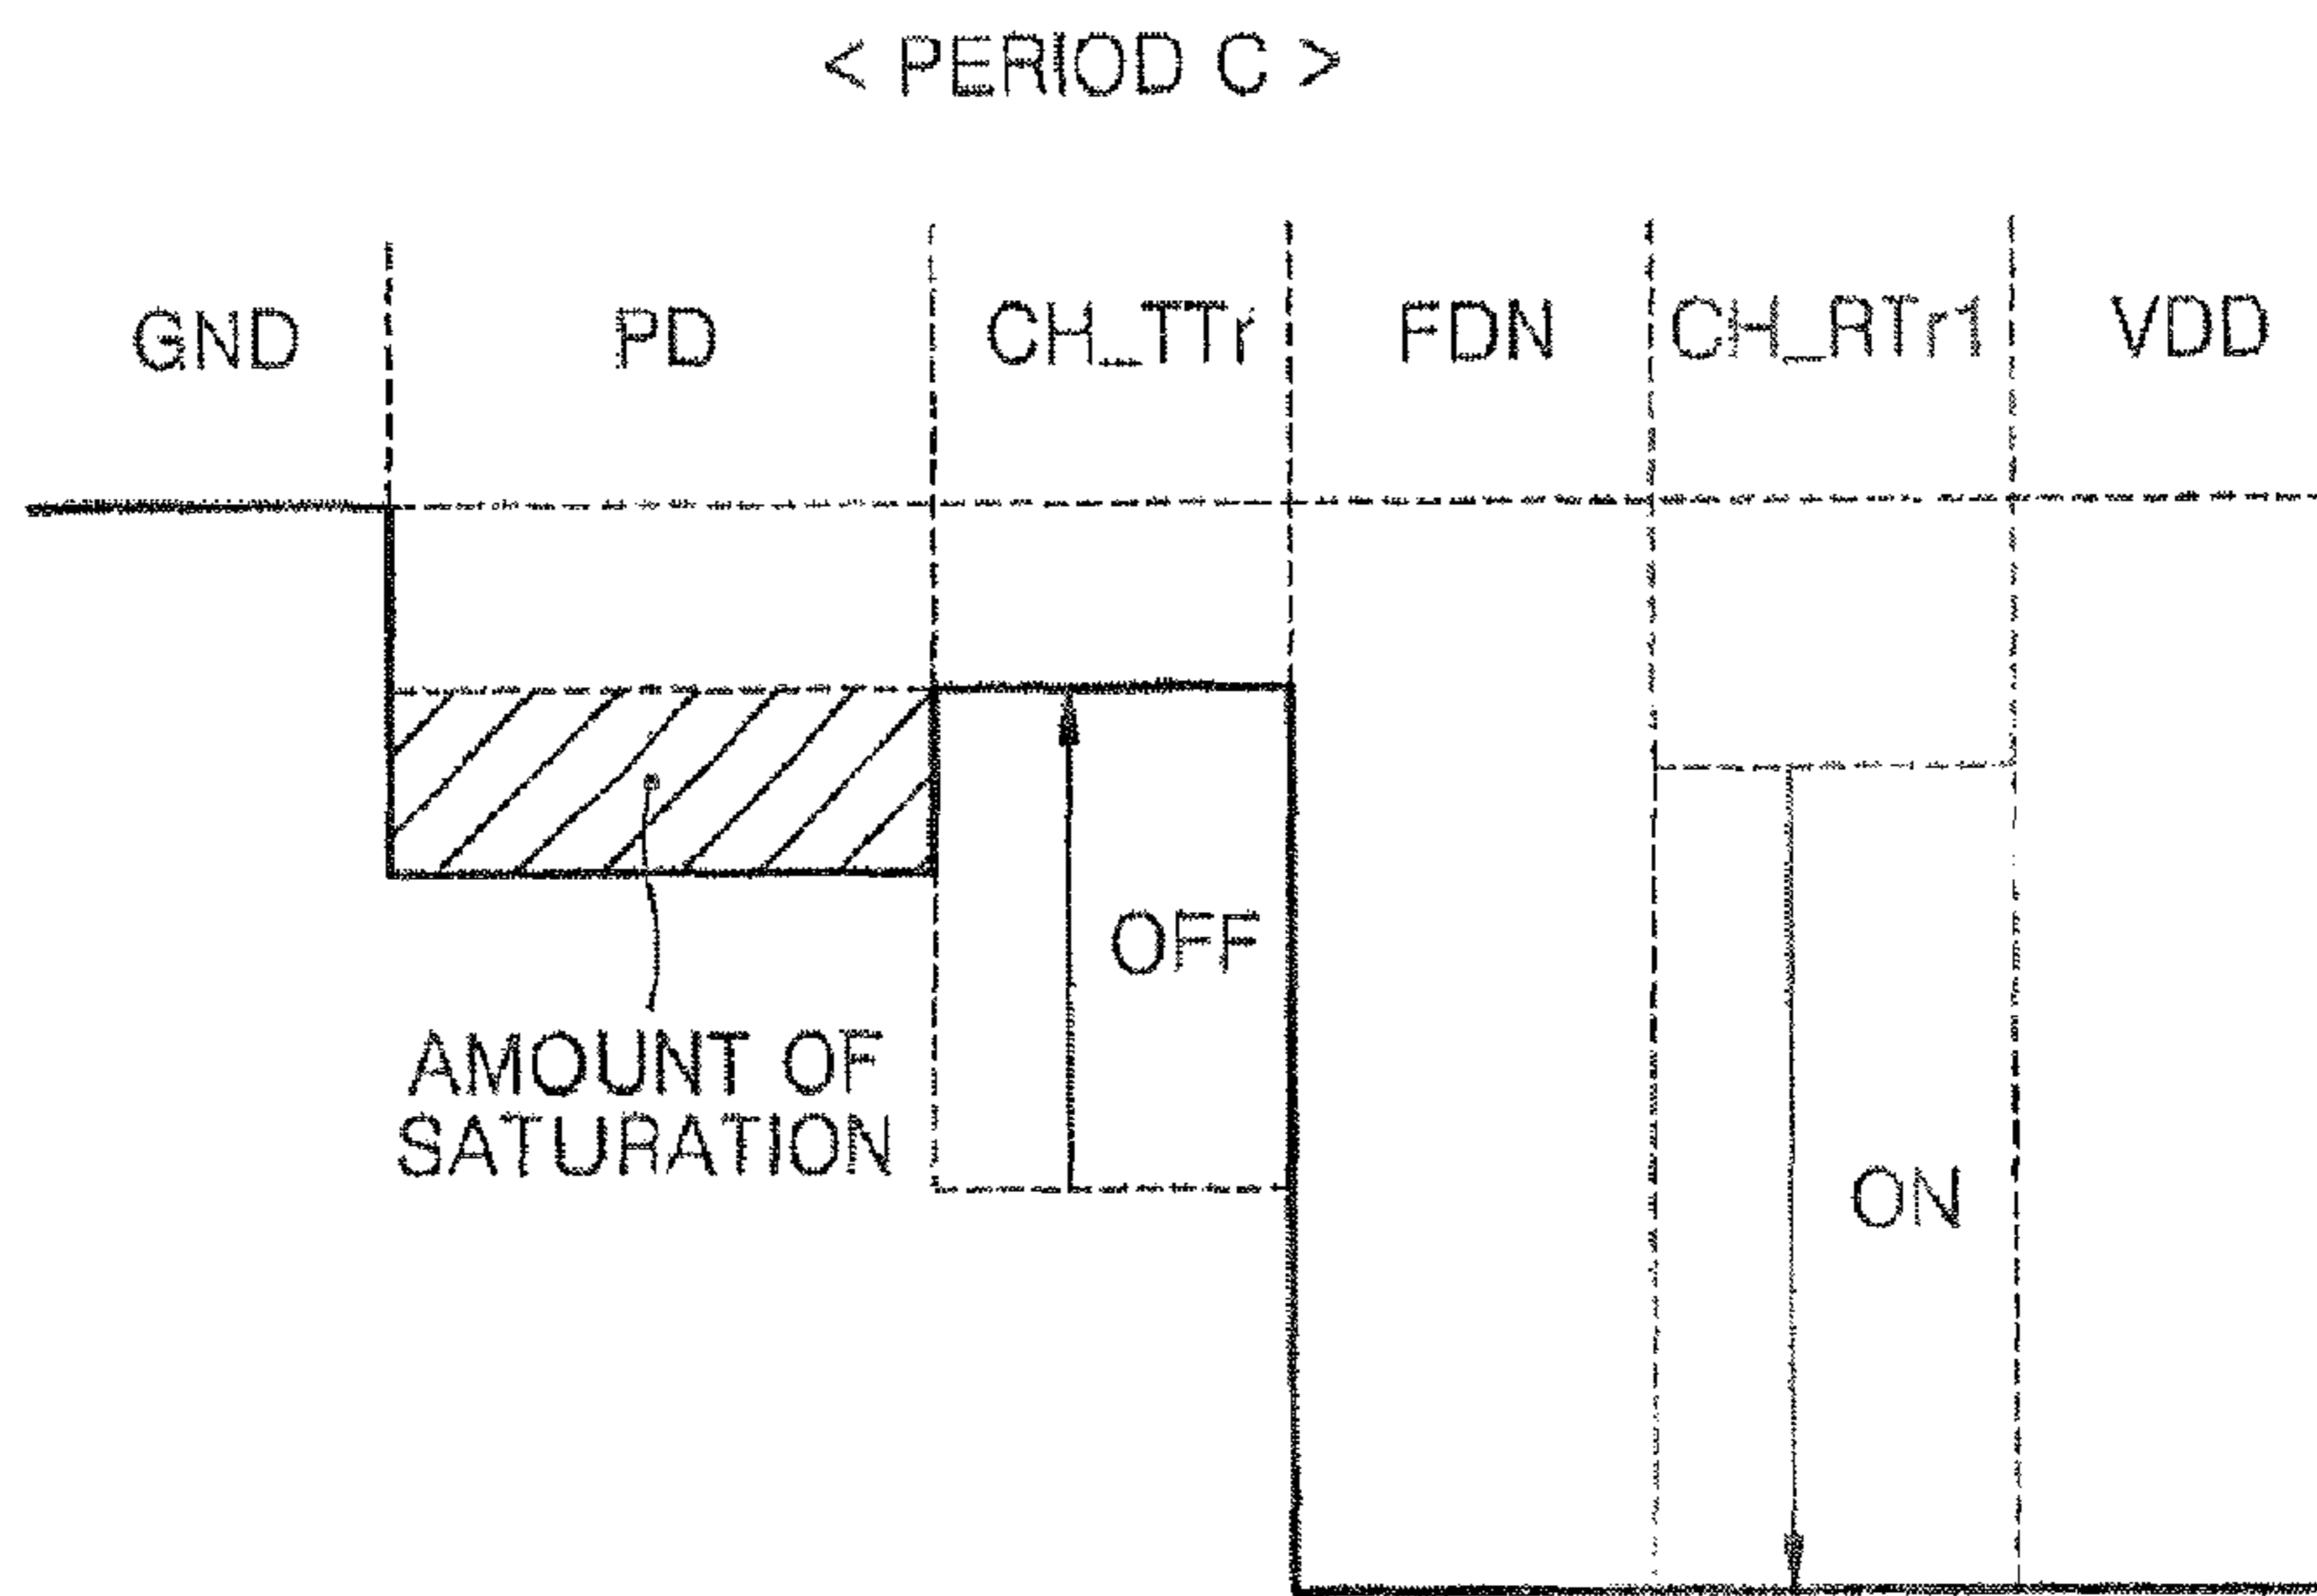 < PERIOD C >
GND PD CH_TTr FDN CH_RTr1 VDD
OFF
AMOUNT OF
SATURATION
ON